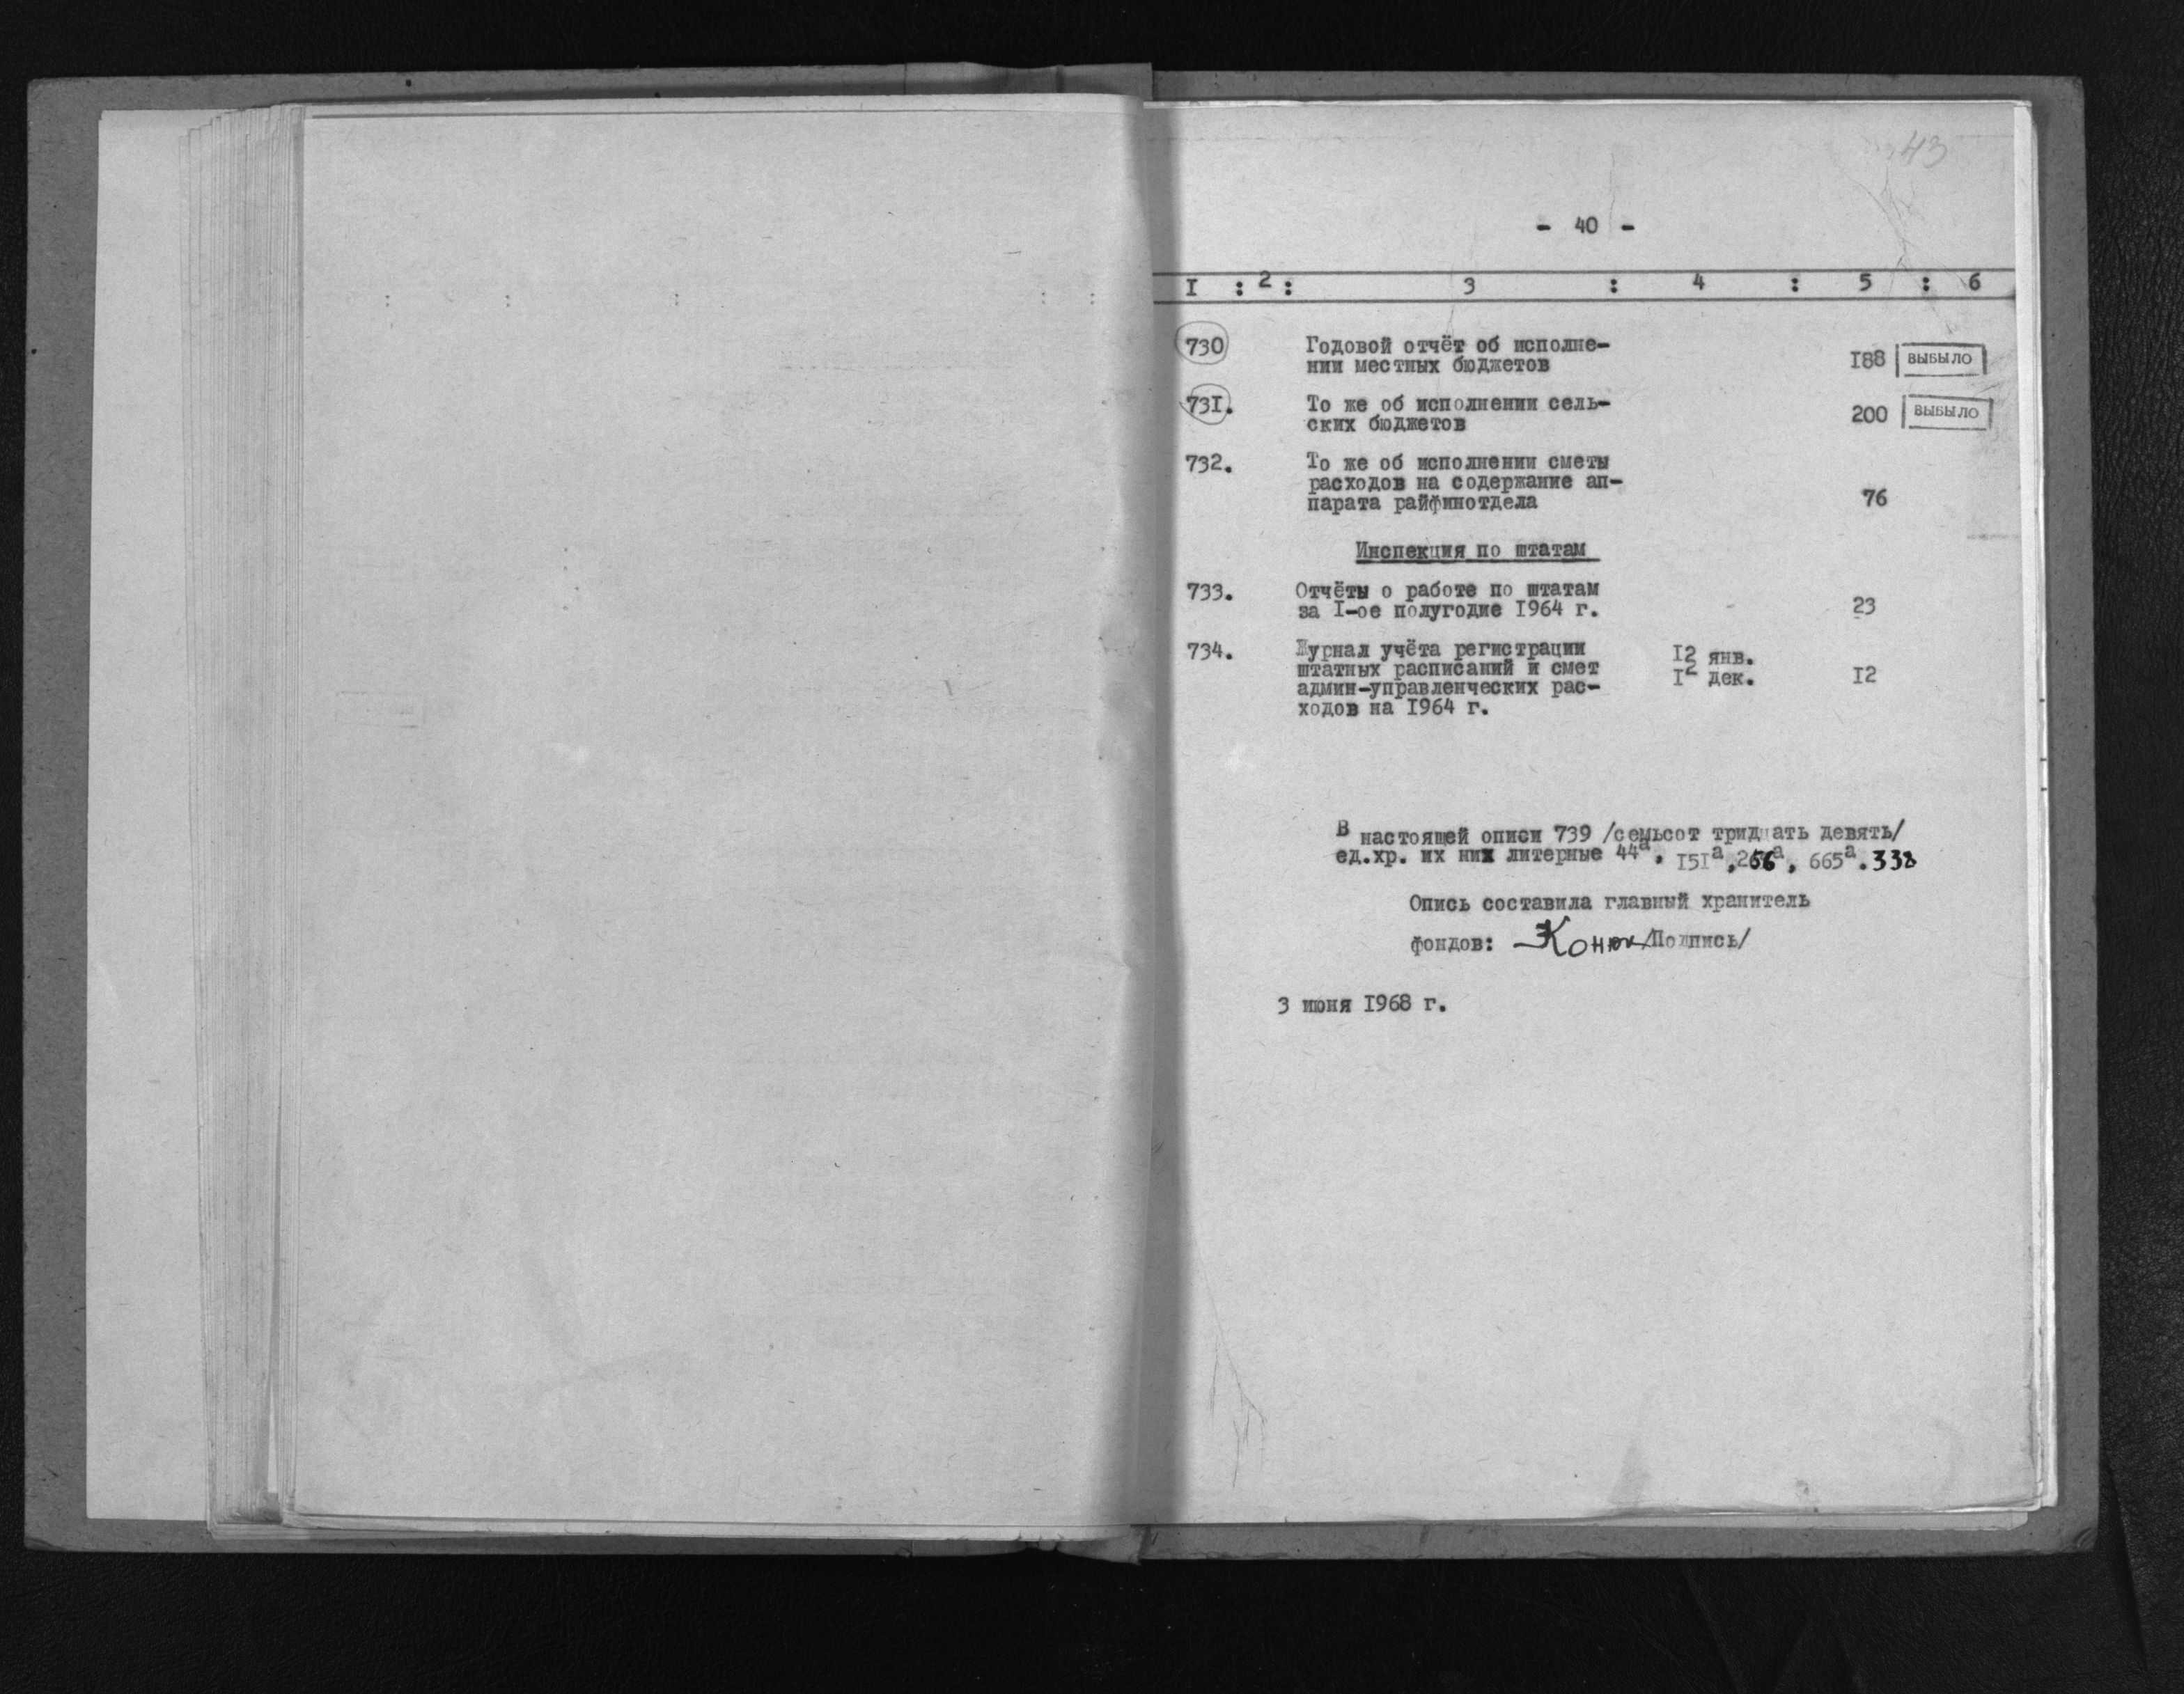 43
- 40 -
I : 2 : 3 : 4 : 5 : 6
730 Годовой отчёт об исполне-
нии местных бюджетов 188 ВЫБЫЛО
731. То же об исполнении сель-
ских бюджетов 200 ВЫБЫЛО
732. То же об исполнении сметы
расходов на содержание ап-
парата райфинотдела 76
Инспекция по штатам
733. Отчёты о работе по штатам
за I-ое полугодие 1964 г. 23
734. Журнал учёта регистрации 12 янв.
штатных расписаний и смет 12 дек. 12
админ-управленческих рас-
ходов на 1964 г.
В настоящей описи 739 /семьсот тридцать девять/
ед.хр. их них литерные 44а, 151а, 266а, 665а. 338
Опись составила главный хранитель
фондов: /Подпись/
3 июня 1968 г.